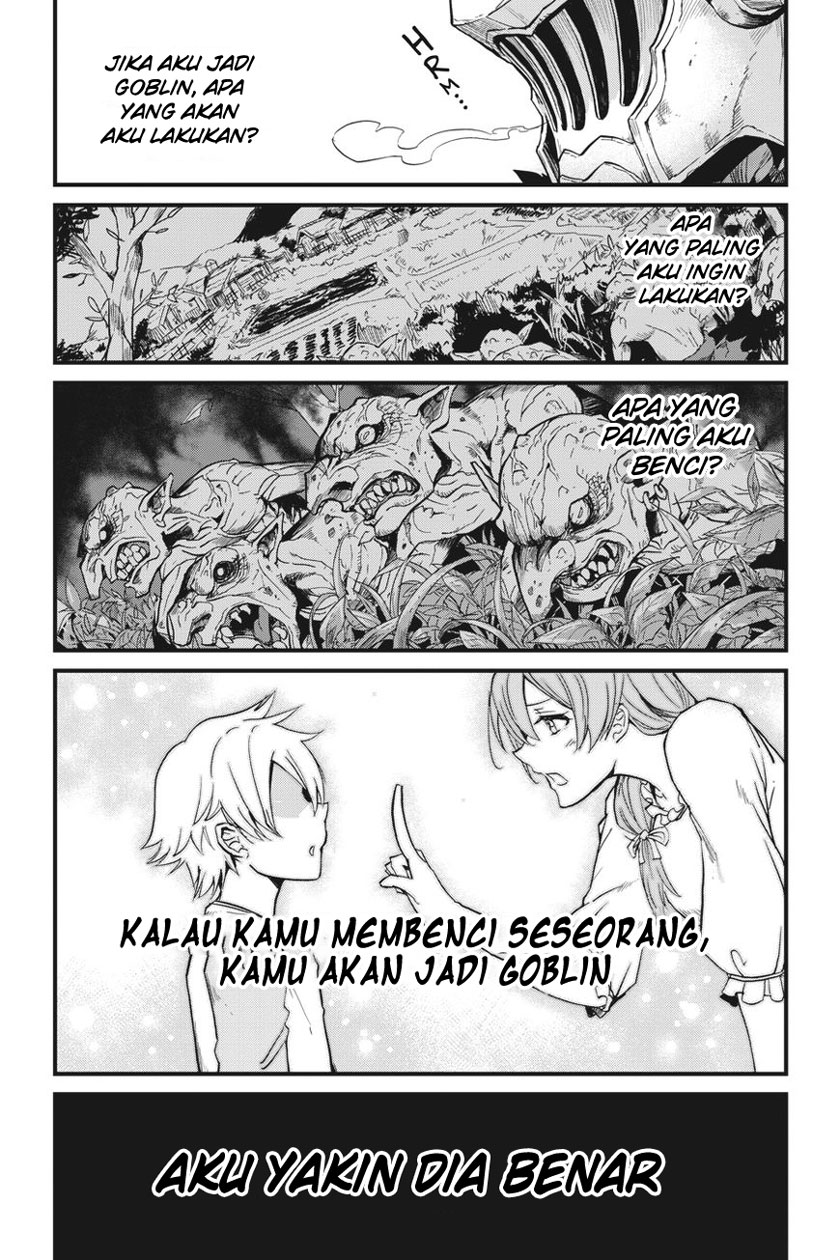 JIKA AKU JADI
GOBLIN, APA
YANG AKAN
AKU LAKUKAN?
HRM...
APA
YANG PALING
AKU INGIN
LAKUKAN?
APA YANG
PALING AKU
BENCI?
KALAU KAMU MEMBENCI SESEORANG,
KAMU AKAN JADI GOBLIN
AKU YAKIN DIA BENAR